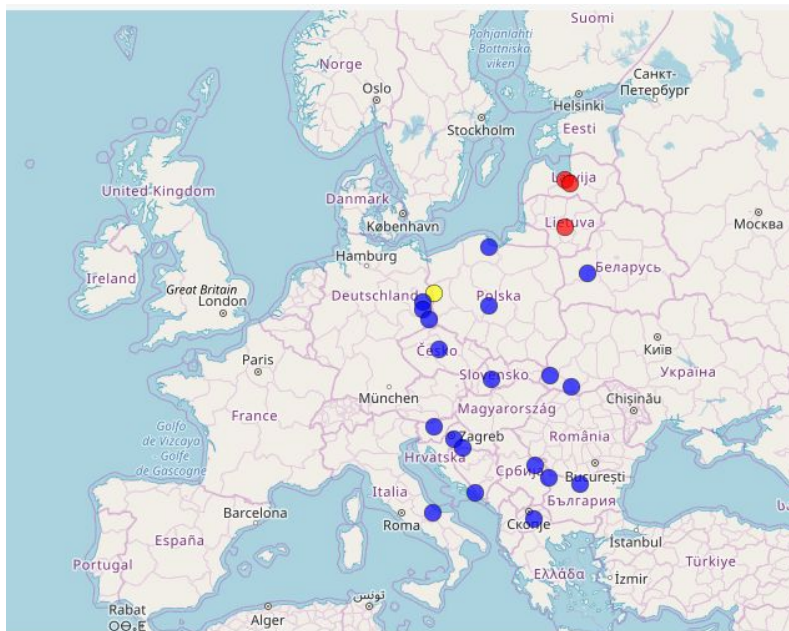 Suomi
Pohjanlahti
- Bottniska
viken
Norge
Oslo
Helsinki
Санкт-
Петербург
Stockholm
Eesti
Latvija
United Kingdom
Danmark
København
Lietuva
Москва
Hamburg
Ireland
Great Britain
London
Deutschland
Polska
Беларусь
Paris
Česko
Київ
Slovensko
Україна
München
Magyarország
Chișinău
France
Golfo
de Vizcaya
- Golfe
de Gascogne
Zagreb
România
Hrvatska
Србија
București
Italia
България
Barcelona
Roma
Скопје
España
İstanbul
Portugal
Ελλάδα
İzmir
Türkiye
Rabat
Alger
تونس